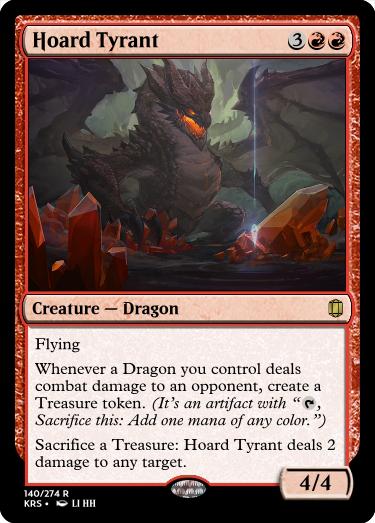 Hoard Tyrant 3
Creature — Dragon
Flying
Whenever a Dragon you control deals
combat damage to an opponent, create a
Treasure token. (It's an artifact with “,
Sacrifice this: Add one mana of any color.”)
Sacrifice a Treasure: Hoard Tyrant deals 2
damage to any target.
4/4
140/274 R
KRS • LI HH